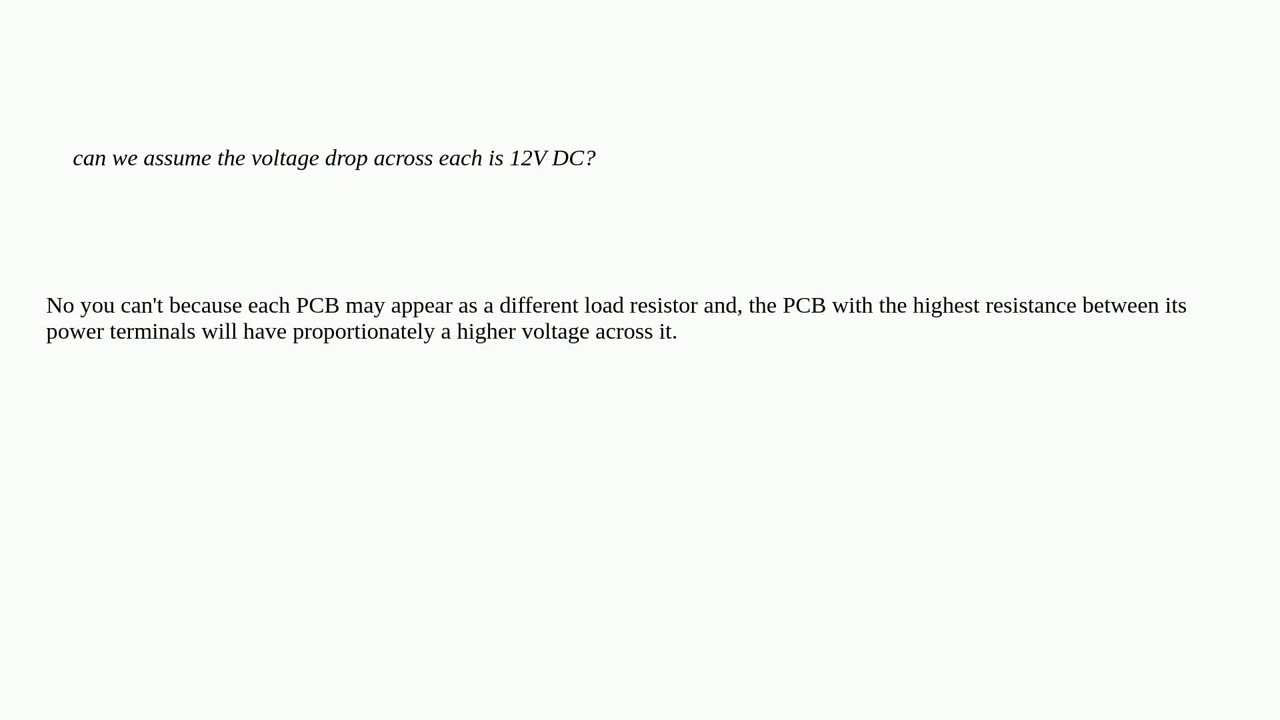 can we assume the voltage drop across each is 12V DC?
No you can't because each PCB may appear as a different load resistor and, the PCB with the highest resistance between its
power terminals will have proportionately a higher voltage across it.